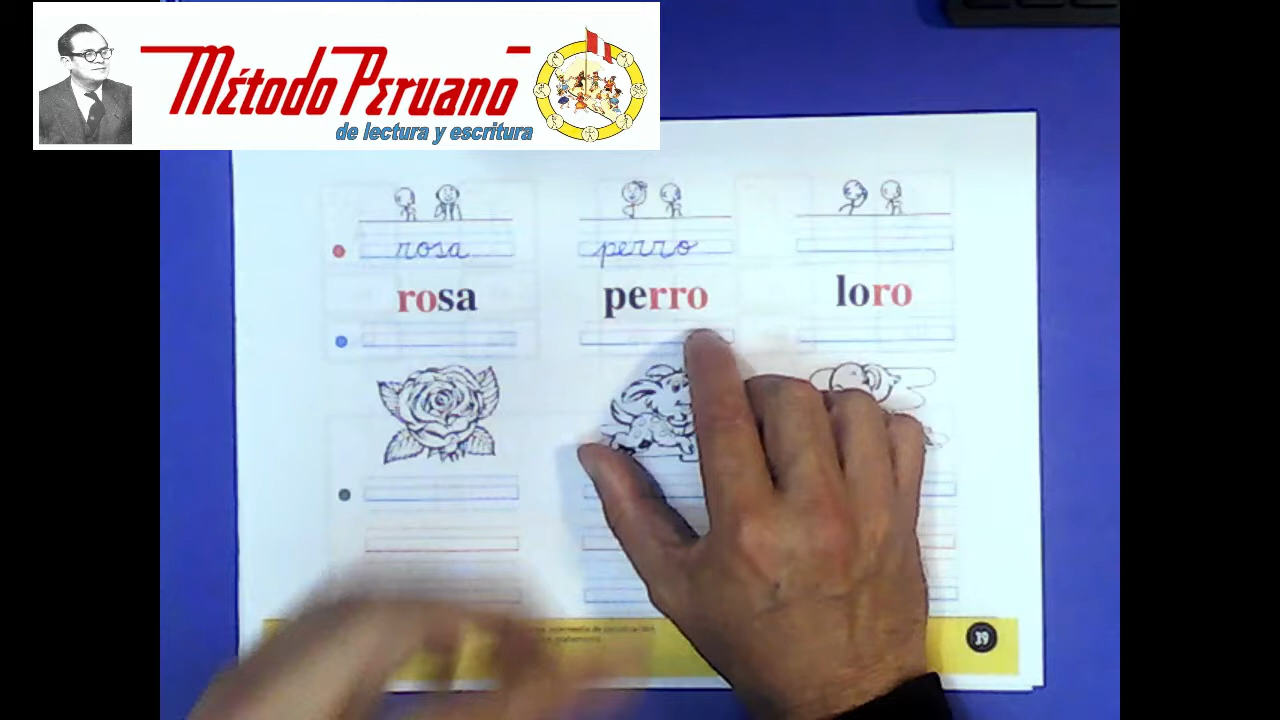 Método Peruano
de lectura y escritura
rosa perro
rosa perro loro
39